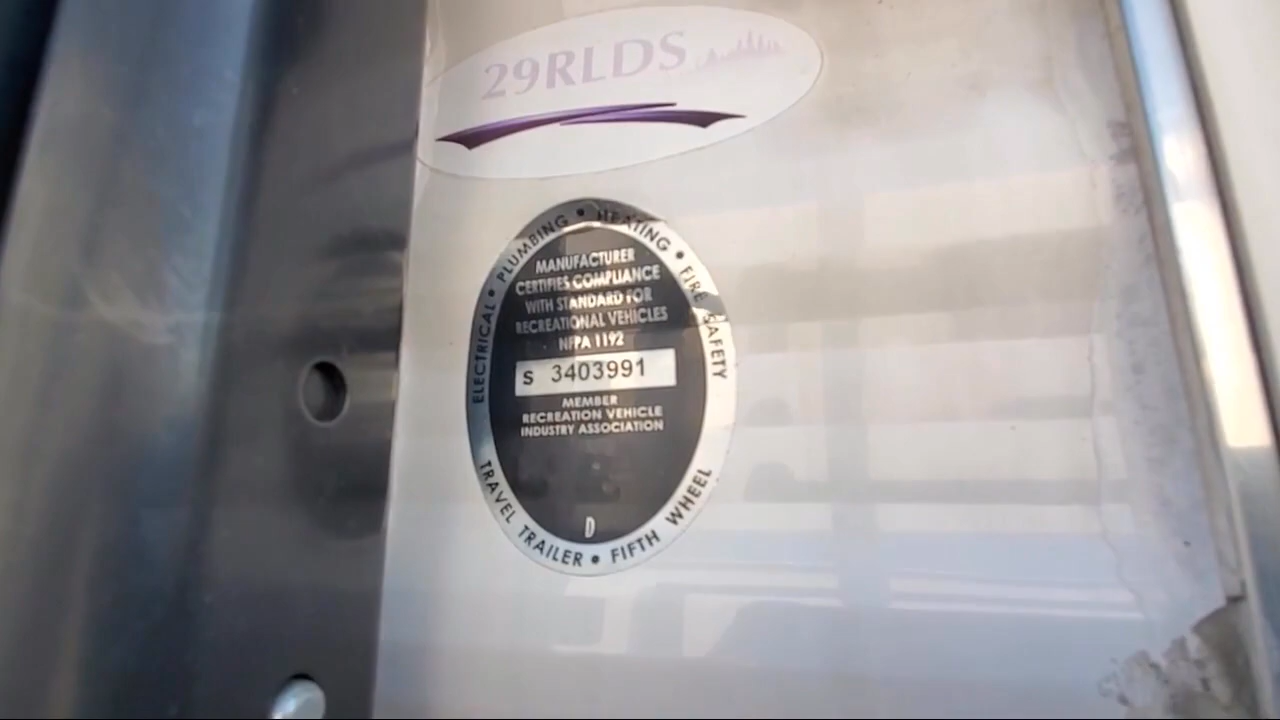 29RLDS
ELECTRICAL • PLUMBING • HEATING • FIRE SAFETY
MANUFACTURER
CERTIFIES COMPLIANCE
WITH STANDARD FOR
RECREATIONAL VEHICLES
NFPA 1192
S 3403991
MEMBER
RECREATION VEHICLE
INDUSTRY ASSOCIATION
D
TRAVEL TRAILER • FIFTH WHEEL